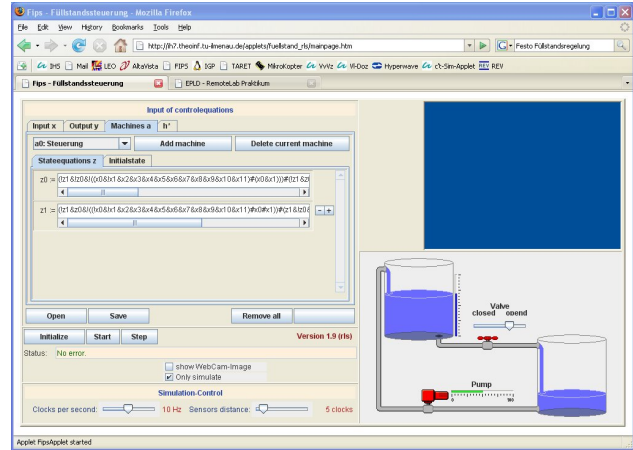 Fips - Füllstandssteuerung - Mozilla Firefox
File Edit View History Bookmarks Tools Help
http://ih7.theoinf.tu-ilmenau.de/applets/fuellstand_rls/mainpage.htm
Festo Füllstandsregelung
IHS Mail LEO AltaVista FIPS IGP TARET MikroKopter VVVz VI-Doz Hyperwave c't-Sim-Applet REV REV
Fips - Füllstandssteuerung
EPLD - RemoteLab Praktikum
Input of controlequations
Input x Output y Machines a h*
a0: Steuerung
Add machine
Delete current machine
Stateequations z Initialstate
z0 :=
z1 :=
- +
Open Save Remove all
Initialize Start Step Version 1.9 (rls)
Status: No error.
show WebCam-Image
Only simulate
Simulation-Control
Clocks per second: 10 Hz Sensors distance: 5 clocks
Valve
closed opend
Pump
0 100
Applet FipsApplet started